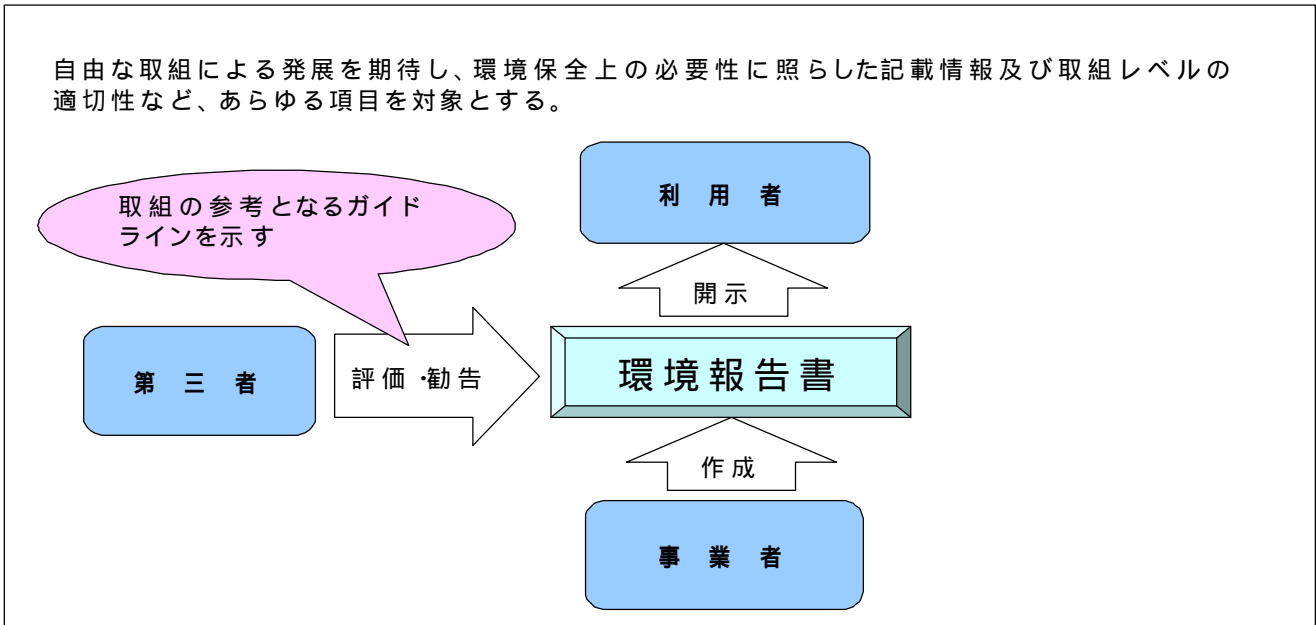 自由な取組による発展を期待し、環境保全上の必要性に照らした記載情報及び取組レベルの
適切性など、あらゆる項目を対象とする。
利用者
取組の参考となるガイド
ラインを示す
開示
第三者
評価・勧告
環境報告書
作成
事業者